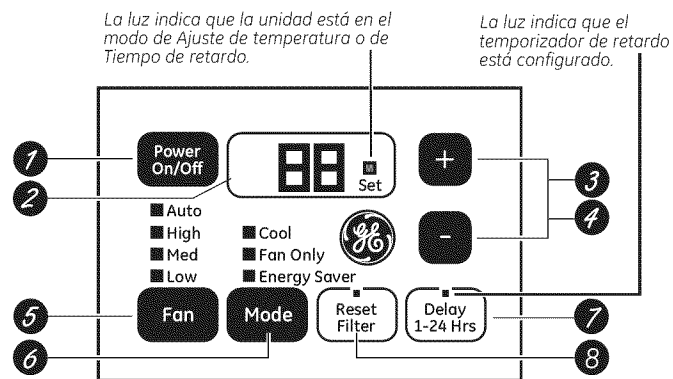 La luz indica que la unidad está en el
modo de Ajuste de temperatura o de
Tiempo de retardo.
La luz indica que el
temporizador de retardo
está configurado.
1
Power
On/Off
2
88
Set
+
3
4
-
Auto
High
Med
Low
Cool
Fan Only
Energy Saver
GE
5
Fan
Mode
Reset
Filter
Delay
1-24 Hrs
7
6
8